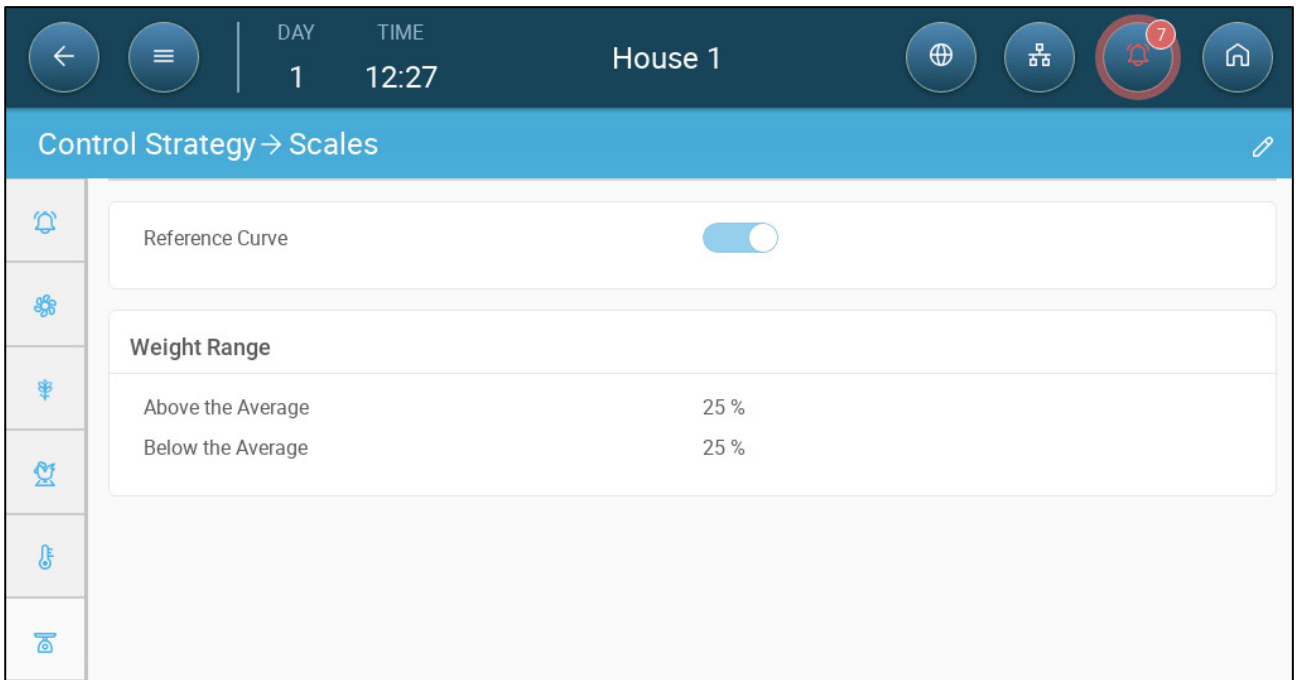 DAY TIME
1 12:27
House 1
7
Control Strategy → Scales
Reference Curve
Weight Range
Above the Average 25 %
Below the Average 25 %